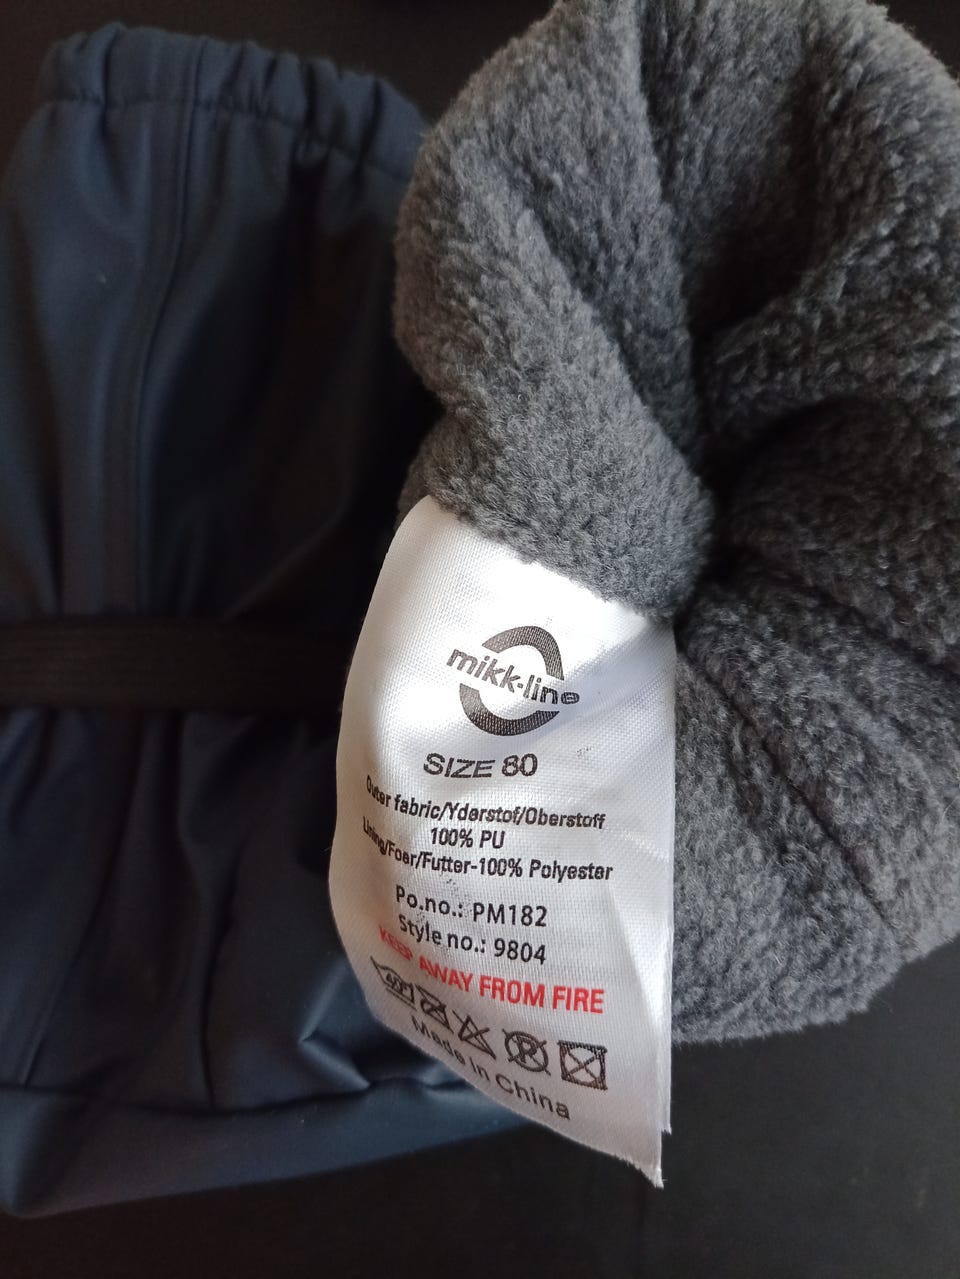 mikk-line
SIZE 80
Outer fabric/Yderstof/Oberstoff
100% PU
Lining/Foer/Futter-100% Polyester
Po.no.: PM182
Style no.: 9804
KEEP AWAY FROM FIRE
40°
P
Made in China